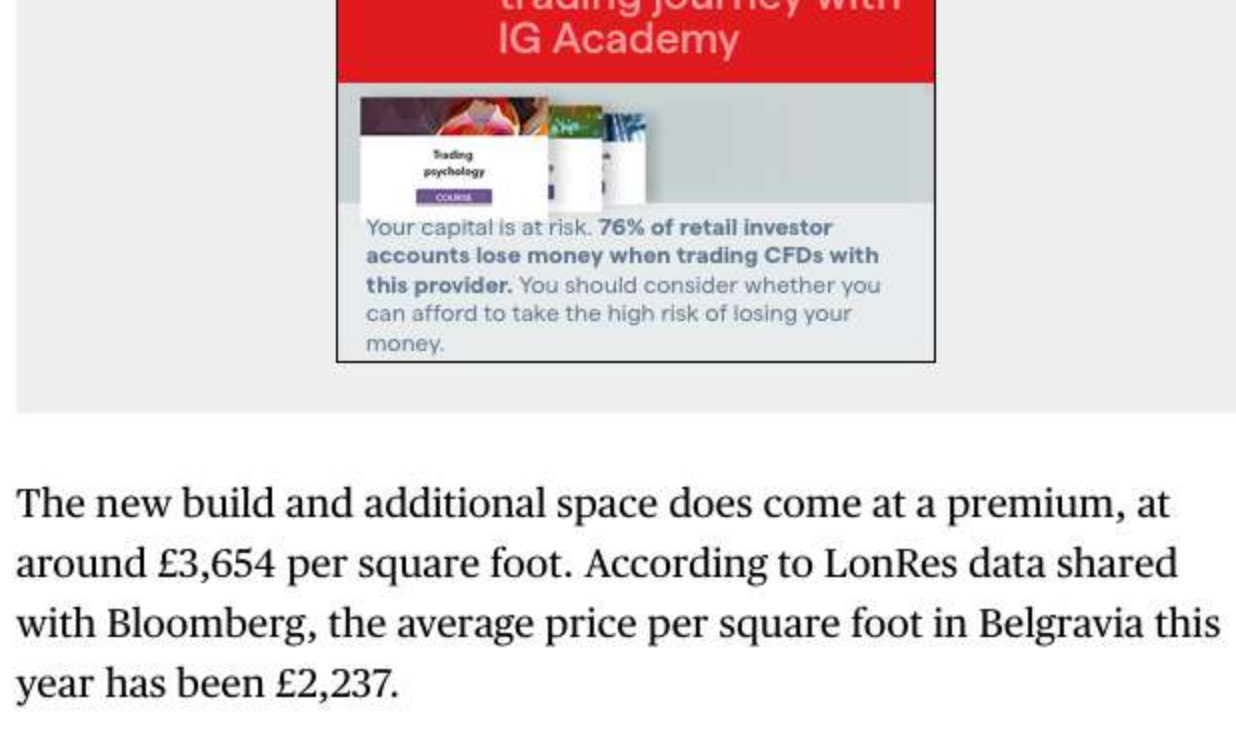 trading journey with
IG Academy
Trading
psychology
COURSE
Your capital is at risk. 76% of retail investor
accounts lose money when trading CFDs with
this provider. You should consider whether you
can afford to take the high risk of losing your
money.
The new build and additional space does come at a premium, at
around £3,654 per square foot. According to LonRes data shared
with Bloomberg, the average price per square foot in Belgravia this
year has been £2,237.